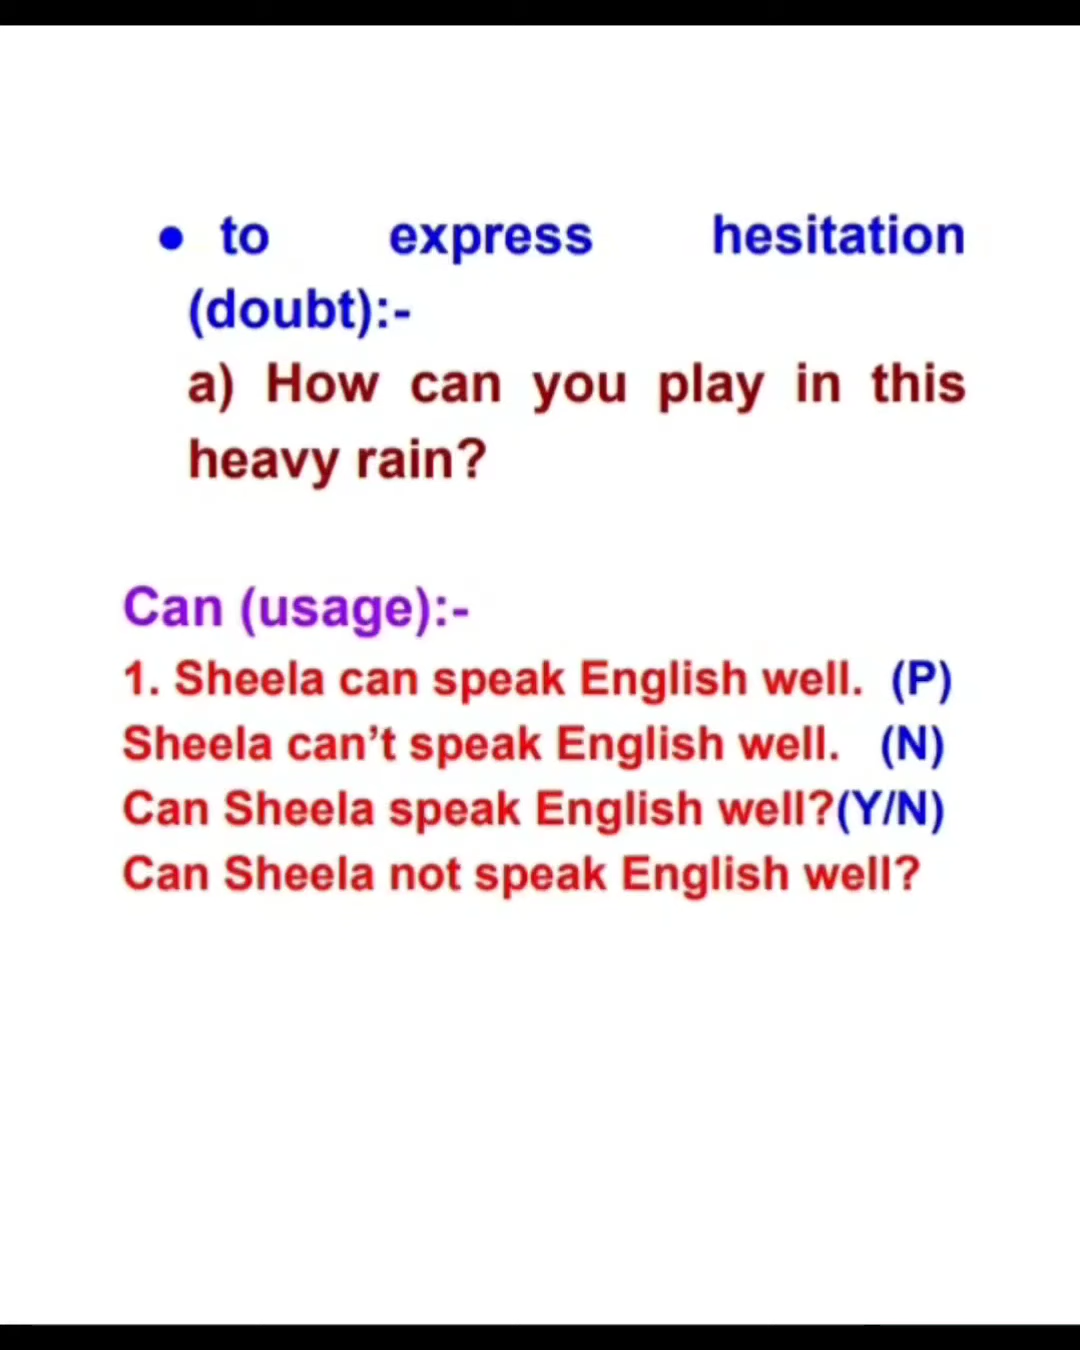 • to express hesitation
(doubt):-
a) How can you play in this
heavy rain?
Can (usage):-
1. Sheela can speak English well. (P)
Sheela can’t speak English well. (N)
Can Sheela speak English well?(Y/N)
Can Sheela not speak English well?